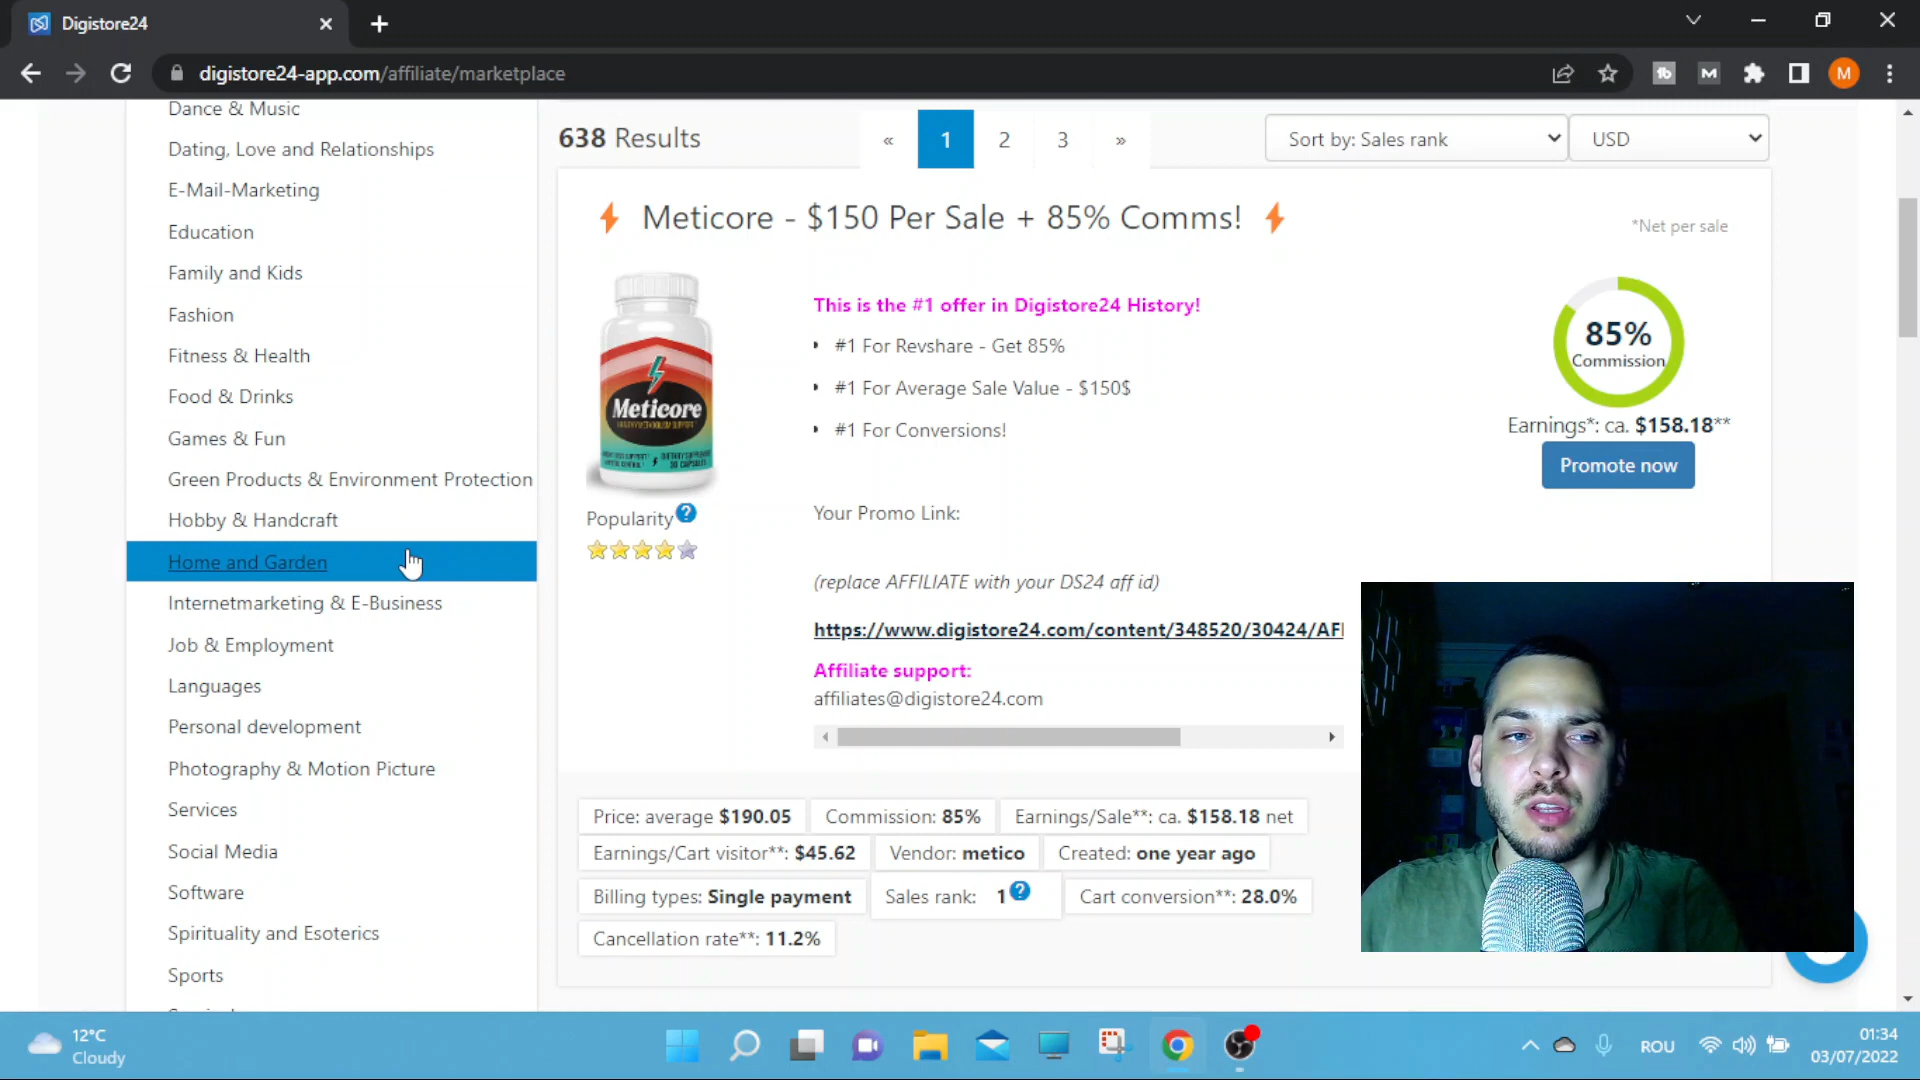 Digistore24
digistore24-app.com/affiliate/marketplace
M
Dance & Music
Dating, Love and Relationships
E-Mail-Marketing
Education
Family and Kids
Fashion
Fitness & Health
Food & Drinks
Games & Fun
Green Products & Environment Protection
Hobby & Handcraft
Home and Garden
Internetmarketing & E-Business
Job & Employment
Languages
Personal development
Photography & Motion Picture
Services
Social Media
Software
Spirituality and Esoterics
Sports
638 Results
« 1 2 3 »
Sort by: Sales rank
USD
Meticore - $150 Per Sale + 85% Comms!
*Net per sale
Meticore
This is the #1 offer in Digistore24 History!
#1 For Revshare - Get 85%
#1 For Average Sale Value - $150$
#1 For Conversions!
85%
Commission
Earnings*: ca. $158.18**
Promote now
Popularity
Your Promo Link:
(replace AFFILIATE with your DS24 aff id)
https://www.digistore24.com/content/348520/30424/AF
Affiliate support:
affiliates@digistore24.com
Price: average $190.05
Commission: 85%
Earnings/Sale**: ca. $158.18 net
Earnings/Cart visitor**: $45.62
Vendor: metico
Created: one year ago
Billing types: Single payment
Sales rank: 1
Cart conversion**: 28.0%
Cancellation rate**: 11.2%
12°C
Cloudy
ROU
01:34
03/07/2022